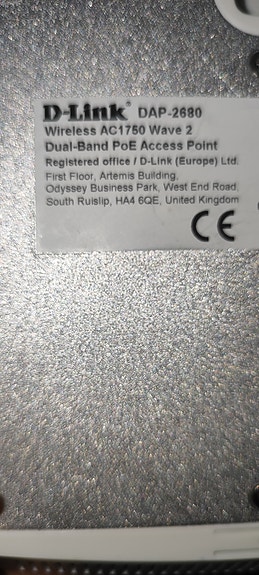 D-Link® DAP-2680
Wireless AC1750 Wave 2
Dual-Band PoE Access Point
Registered office / D-Link (Europe) Ltd.
First Floor, Artemis Building,
Odyssey Business Park, West End Road,
South Ruislip, HA4 6QE, United Kingdom
CE